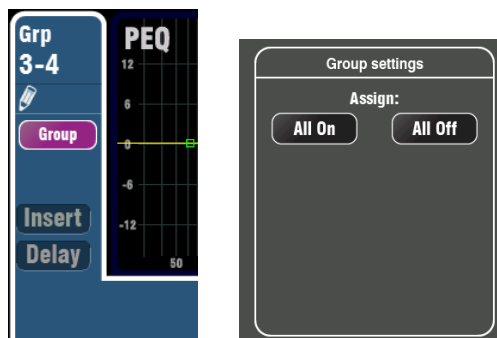 Grp
3-4
Group
Insert
Delay
PEQ
12
6
0
-6
-12
50
Group settings
Assign:
All On All Off